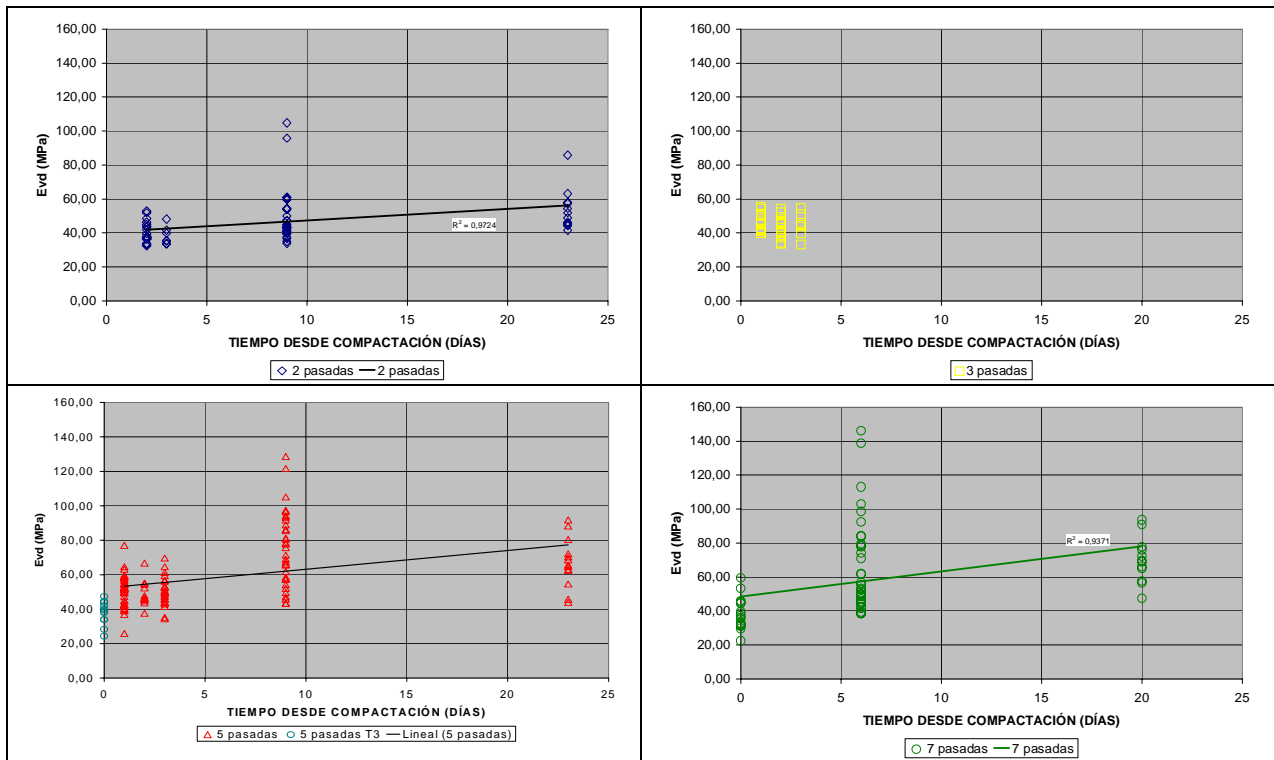 160,00
140,00
120,00
100,00
80,00
60,00
40,00
20,00
0,00
Evd (MPa)
R² = 0,9724
0 5 10 15 20 25
TIEMPO DESDE COMPACTACIÓN (DÍAS)
2 pasadas 2 pasadas
160,00
140,00
120,00
100,00
80,00
60,00
40,00
20,00
0,00
Evd (MPa)
0 5 10 15 20 25
TIEMPO DESDE COMPACTACIÓN (DÍAS)
3 pasadas
160,00
140,00
120,00
100,00
80,00
60,00
40,00
20,00
0,00
Evd (MPa)
0 5 10 15 20 25
TIEMPO DESDE COMPACTACIÓN (DÍAS)
5 pasadas 5 pasadas T3 Lineal (5 pasadas)
160,00
140,00
120,00
100,00
80,00
60,00
40,00
20,00
0,00
Evd (MPa)
R² = 0,9371
0 5 10 15 20 25
TIEMPO DESDE COMPACTACIÓN (DÍAS)
7 pasadas 7 pasadas